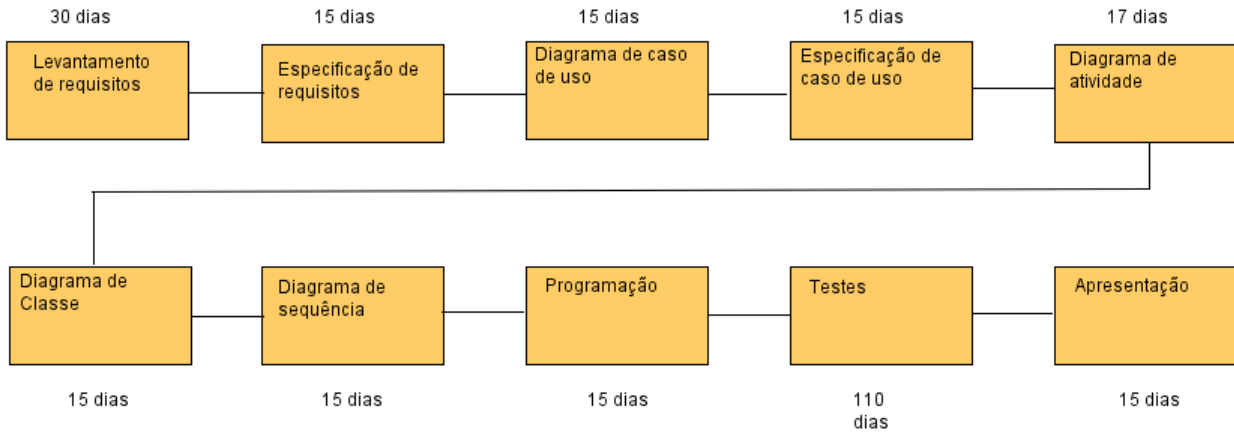 30 dias
15 dias
15 dias
15 dias
17 dias
Levantamento
de requisitos
Especificação de
requisitos
Diagrama de caso
de uso
Especificação de
caso de uso
Diagrama de
atividade
Diagrama de
Classe
Diagrama de
sequência
Programação
Testes
Apresentação
15 dias
15 dias
15 dias
110
dias
15 dias